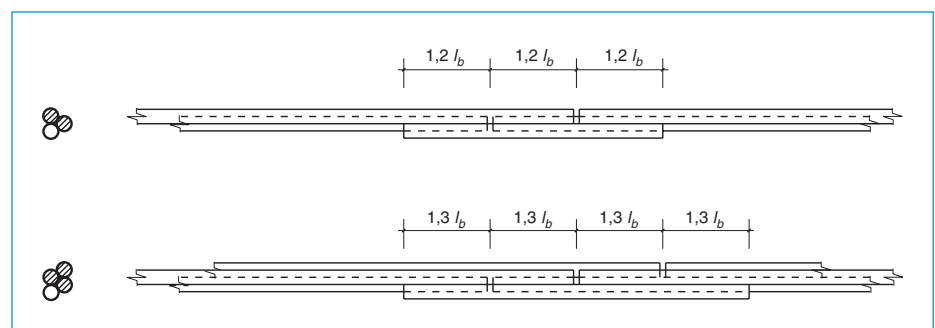 1,2 l_b 1,2 l_b 1,2 l_b
1,3 l_b 1,3 l_b 1,3 l_b 1,3 l_b